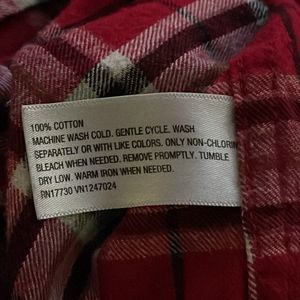 100% COTTON
MACHINE WASH COLD. GENTLE CYCLE. WASH
SEPARATELY OR WITH LIKE COLORS. ONLY NON-CHLORIN
BLEACH WHEN NEEDED. REMOVE PROMPTLY. TUMBLE
DRY LOW. WARM IRON WHEN NEEDED.
RN17730 VN1247024